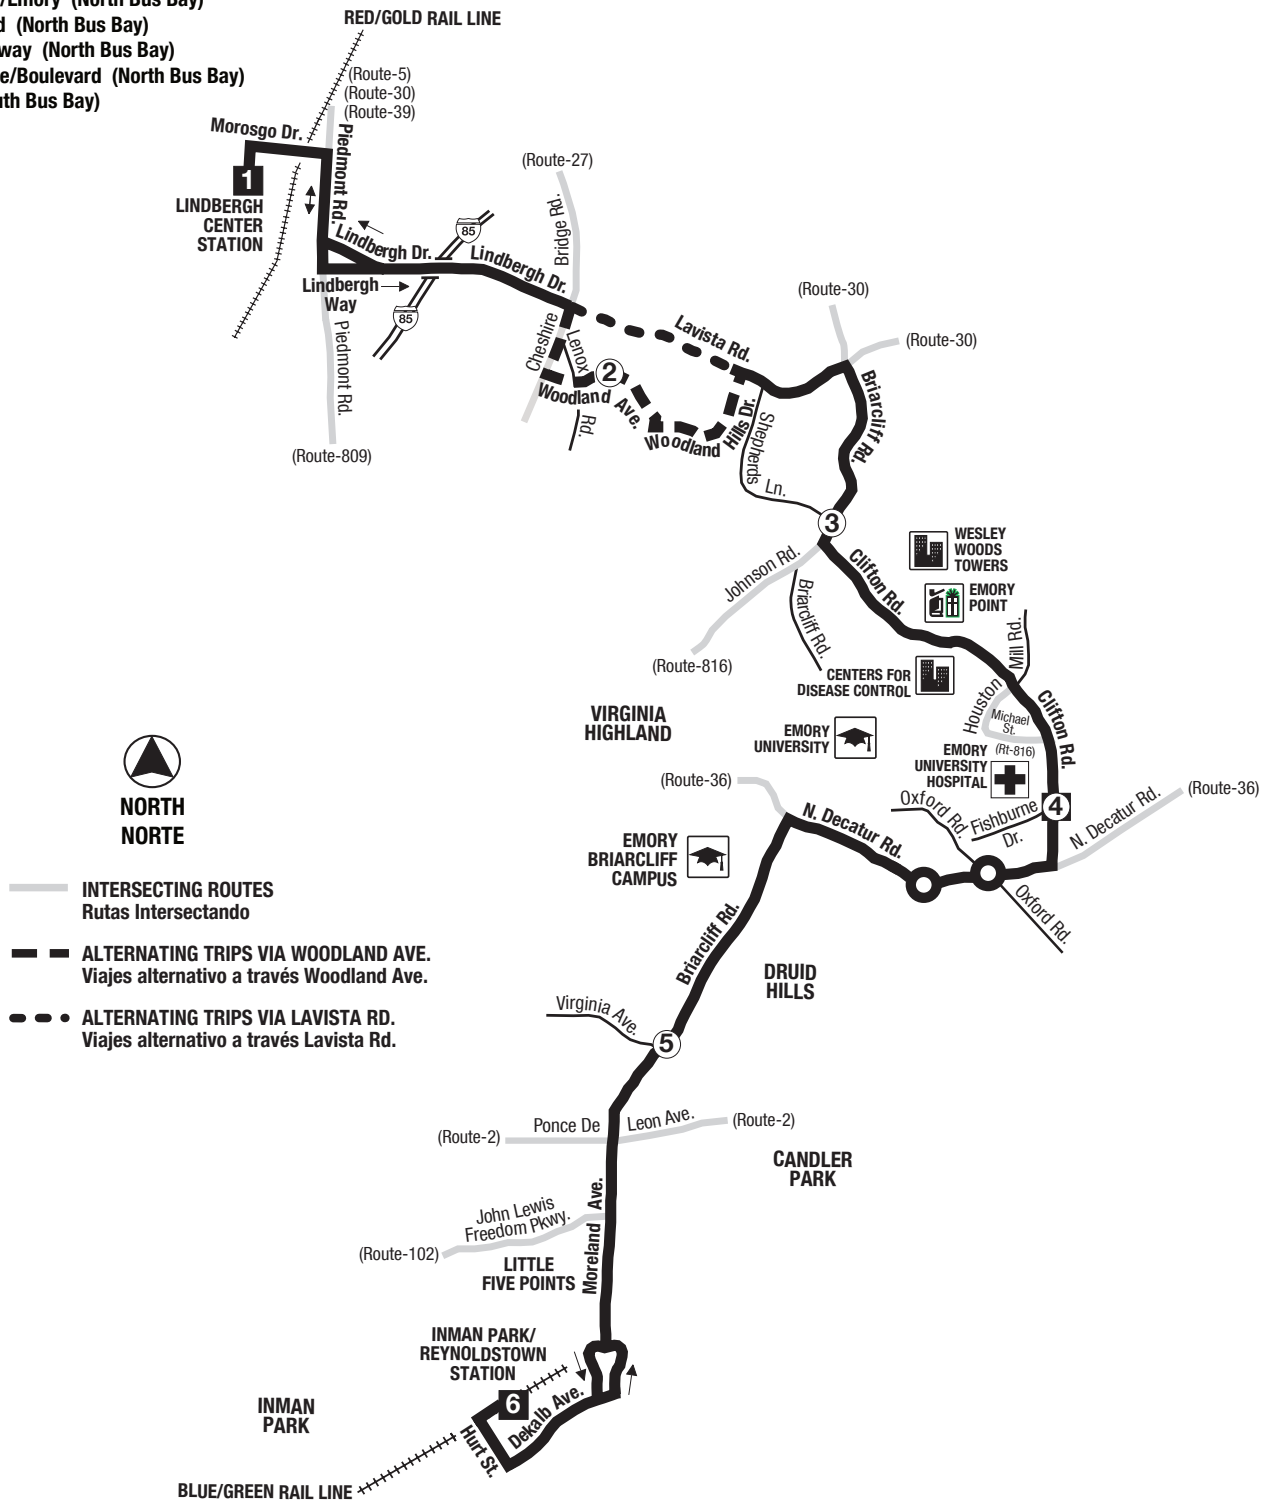 /Emory (North Bus Bay)
d (North Bus Bay)
way (North Bus Bay)
e/Boulevard (North Bus Bay)
uth Bus Bay)
RED/GOLD RAIL LINE
(Route-5)
(Route-30)
(Route-39)
Morosgo Dr.
Piedmont Rd.
1
LINDBERGH
CENTER
STATION
(Route-27)
Bridge Rd.
85
Lindbergh Dr.
Lindbergh Dr.
Lindbergh
Way
85
Piedmont Rd.
(Route-809)
Cheshire
Lenox
Rd.
2
Woodland Ave.
Woodland
Hills Dr.
Lavista Rd.
(Route-30)
(Route-30)
Briarcliff Rd.
Shepherds
Ln.
3
Johnson Rd.
Briarcliff Rd.
(Route-816)
Clifton Rd.
WESLEY
WOODS
TOWERS
EMORY
POINT
Mill Rd.
Houston
CENTERS FOR
DISEASE CONTROL
Michael
St.
(Rt-816)
Clifton Rd.
VIRGINIA
HIGHLAND
EMORY
UNIVERSITY
EMORY
UNIVERSITY
HOSPITAL
4
(Route-36)
(Route-36)
N. Decatur Rd.
Oxford Rd.
Fishburne
Dr.
N. Decatur Rd.
Oxford Rd.
NORTH
NORTE
EMORY
BRIARCLIFF
CAMPUS
INTERSECTING ROUTES
Rutas Intersectando
ALTERNATING TRIPS VIA WOODLAND AVE.
Viajes alternativo a través Woodland Ave.
ALTERNATING TRIPS VIA LAVISTA RD.
Viajes alternativo a través Lavista Rd.
Briarcliff Rd.
DRUID
HILLS
Virginia Ave.
5
(Route-2)
Ponce De
Leon Ave.
(Route-2)
CANDLER
PARK
Moreland Ave.
John Lewis
Freedom Pkwy.
(Route-102)
LITTLE
FIVE POINTS
INMAN PARK/
REYNOLDSTOWN
STATION
6
INMAN
PARK
Dekalb Ave.
Hurt St.
BLUE/GREEN RAIL LINE